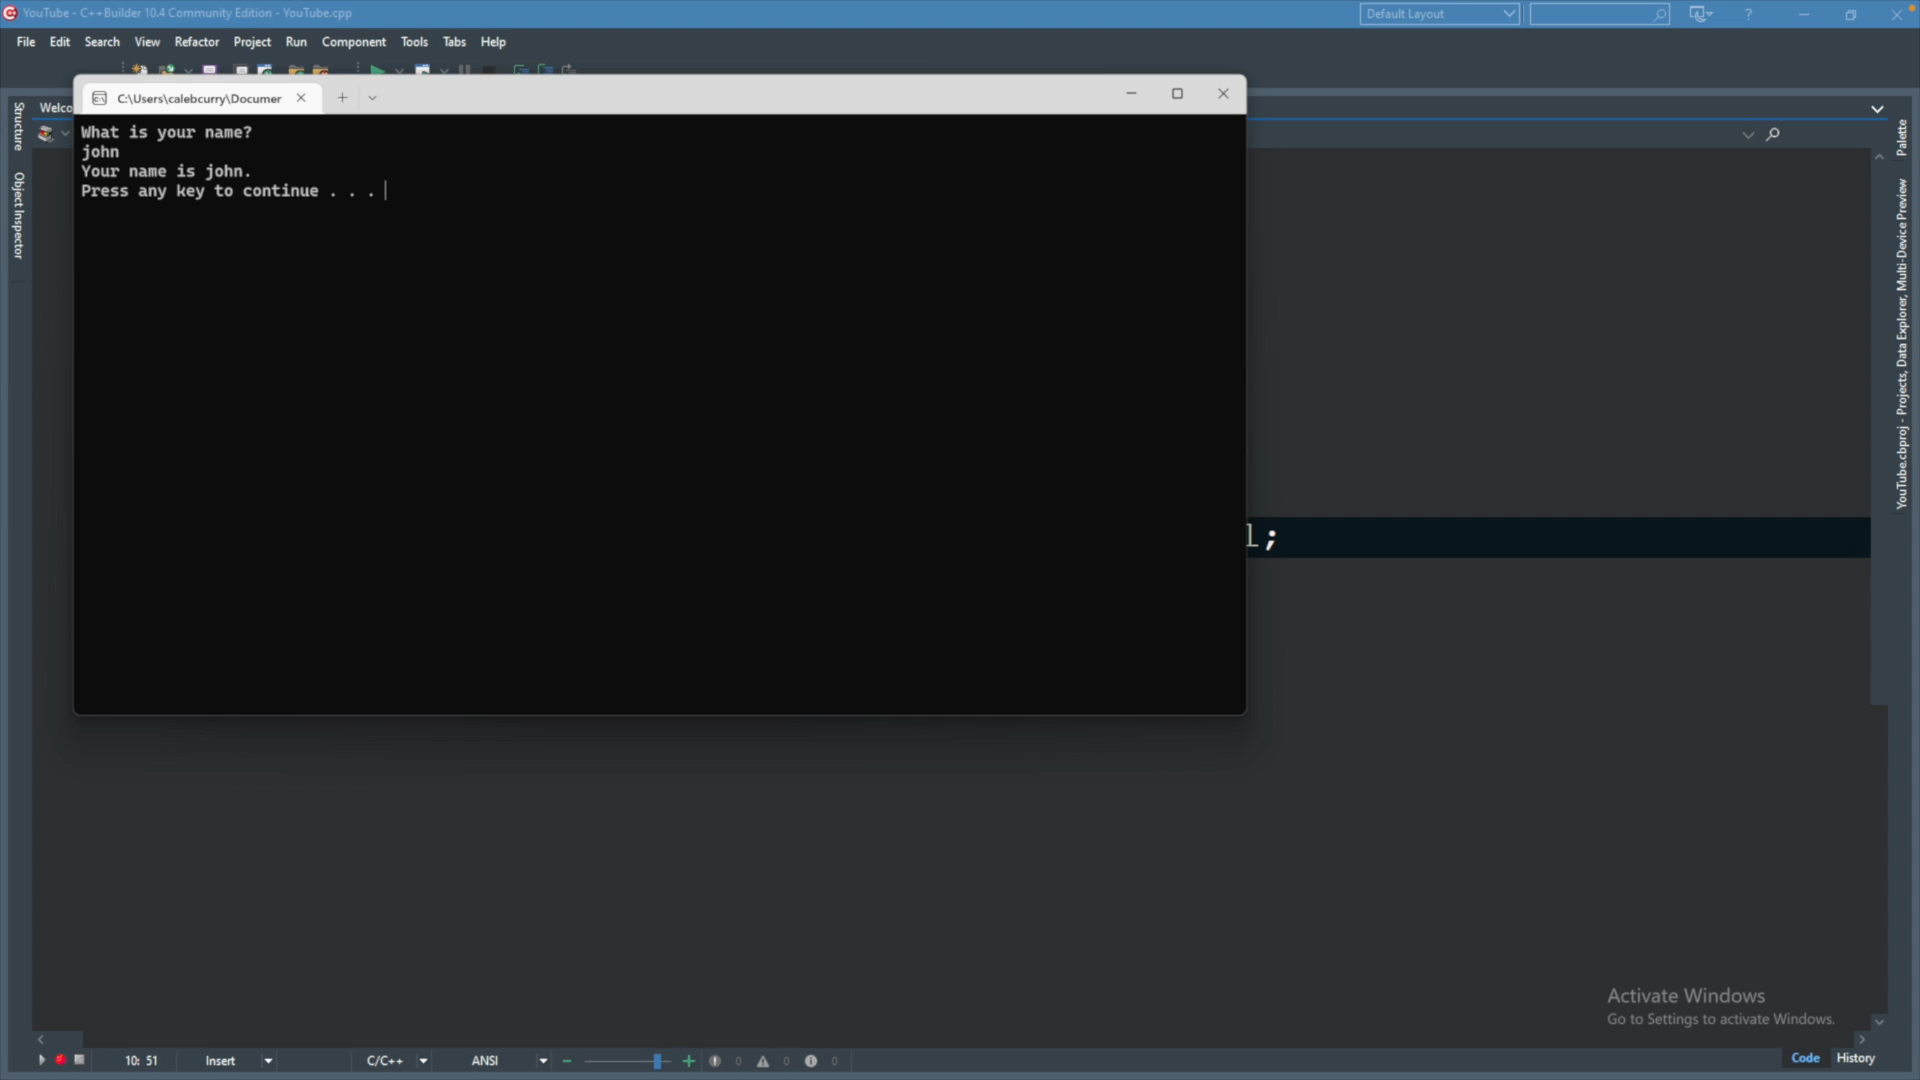 YouTube - C++Builder 10.4 Community Edition - YouTube.cpp
Default Layout
?
File Edit Search View Refactor Project Run Component Tools Tabs Help
C:\Users\calebcurry\Documer
Welco
Structure
Object Inspector
What is your name?
john
Your name is john.
Press any key to continue . . .
l;
Palette
YouTube.cbproj - Projects, Data Explorer, Multi-Device Preview
Activate Windows
Go to Settings to activate Windows.
10: 51 Insert C/C++ ANSI 0 0 0
Code History